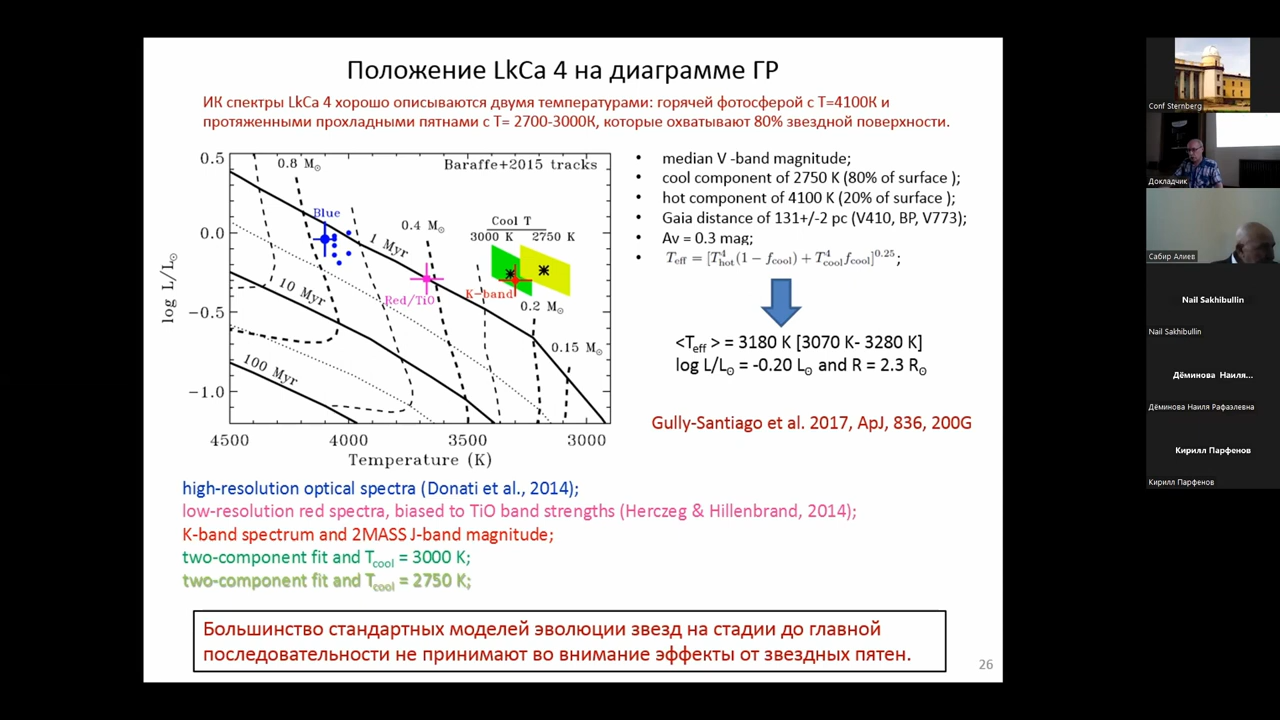 Положение LkCa 4 на диаграмме ГР
ИК спектры LkCa 4 хорошо описываются двумя температурами: горячей фотосферой с T=4100К и
протяженными прохладными пятнами с T= 2700-3000К, которые охватывают 80% звездной поверхности.
Baraffe+2015 tracks
0.8 M☉
Blue
1 Myr
0.4 M☉
Cool T
3000 K 2750 K
Red/TiO
K-band
0.2 M☉
10 Myr
0.15 M☉
100 Myr
0.5
0.0
−0.5
−1.0
log L/L☉
4500 4000 3500 3000
Temperature (K)
• median V -band magnitude;
• cool component of 2750 K (80% of surface );
• hot component of 4100 K (20% of surface );
• Gaia distance of 131+/-2 pc (V410, BP, V773);
• Av = 0.3 mag;
• T_eff = [T_hot^4(1 − f_cool) + T_cool^4 f_cool]^0.25;
<T_eff > = 3180 K [3070 K- 3280 K]
log L/L☉ = -0.20 L☉ and R = 2.3 R☉
Gully-Santiago et al. 2017, ApJ, 836, 200G
high-resolution optical spectra (Donati et al., 2014);
low-resolution red spectra, biased to TiO band strengths (Herczeg & Hillenbrand, 2014);
K-band spectrum and 2MASS J-band magnitude;
two-component fit and T_cool = 3000 K;
two-component fit and T_cool = 2750 K;
Большинство стандартных моделей эволюции звезд на стадии до главной
последовательности не принимают во внимание эффекты от звездных пятен.
26
Conf Sternberg
Докладчик
Сабир Алиев
Nail Sakhibullin
Nail Sakhibullin
Дёминова Наиля...
Дёминова Наиля Рафаэлевна
Кирилл Парфенов
Кирилл Парфенов